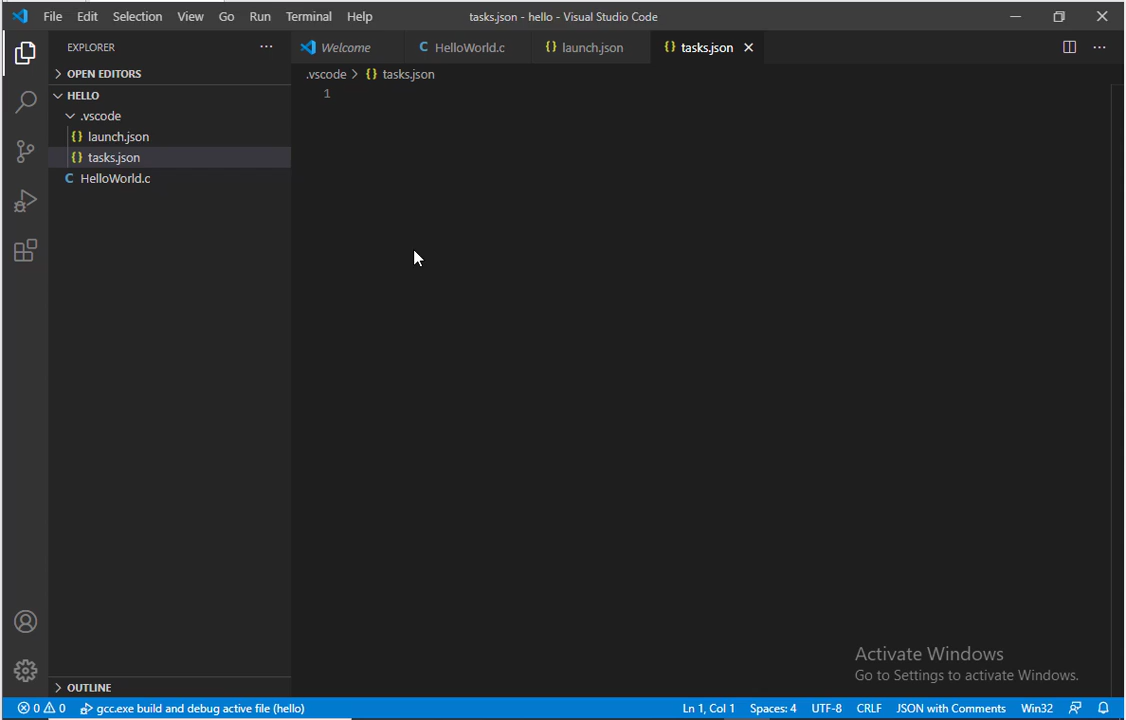 File Edit Selection View Go Run Terminal Help tasks.json - hello - Visual Studio Code
EXPLORER
Welcome HelloWorld.c launch.json tasks.json
OPEN EDITORS
.vscode > tasks.json
HELLO
1
.vscode
launch.json
tasks.json
C HelloWorld.c
Activate Windows
Go to Settings to activate Windows.
OUTLINE
0 0 gcc.exe build and debug active file (hello) Ln 1, Col 1 Spaces: 4 UTF-8 CRLF JSON with Comments Win32